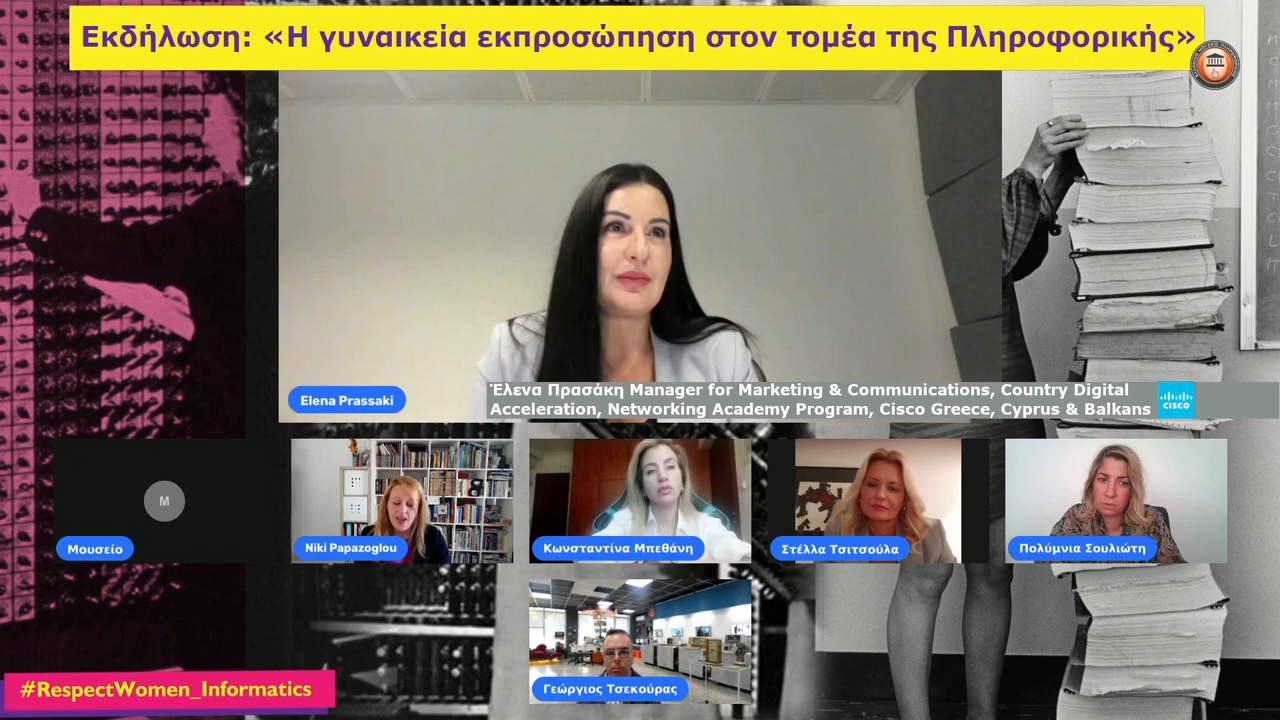 Εκδήλωση: «Η γυναικεία εκπροσώπηση στον τομέα της Πληροφορικής»
Elena Prassaki
Έλενα Πρασάκη Manager for Marketing & Communications, Country Digital
Acceleration, Networking Academy Program, Cisco Greece, Cyprus & Balkans
cisco
M
Μουσείο
Niki Papazoglou
Κωνσταντίνα Μπεθάνη
Στέλλα Τσιτσούλα
Πολύμνια Σουλιώτη
Γεώργιος Τσεκούρας
#RespectWomen_Informatics